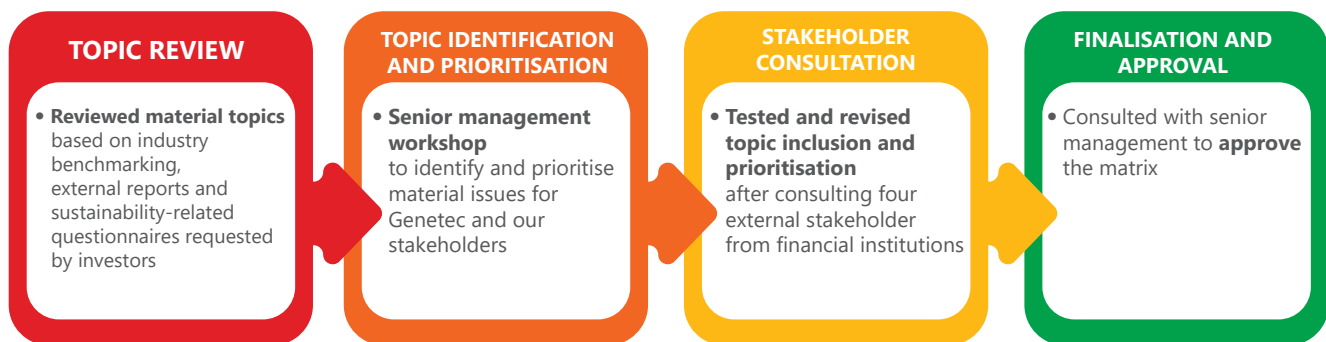 TOPIC REVIEW
• Reviewed material topics
based on industry
benchmarking,
external reports and
sustainability-related
questionnaires requested
by investors
TOPIC IDENTIFICATION
AND PRIORITISATION
• Senior management
workshop
to identify and prioritise
material issues for
Genetec and our
stakeholders
STAKEHOLDER
CONSULTATION
• Tested and revised
topic inclusion and
prioritisation
after consulting four
external stakeholder
from financial institutions
FINALISATION AND
APPROVAL
• Consulted with senior
management to approve
the matrix